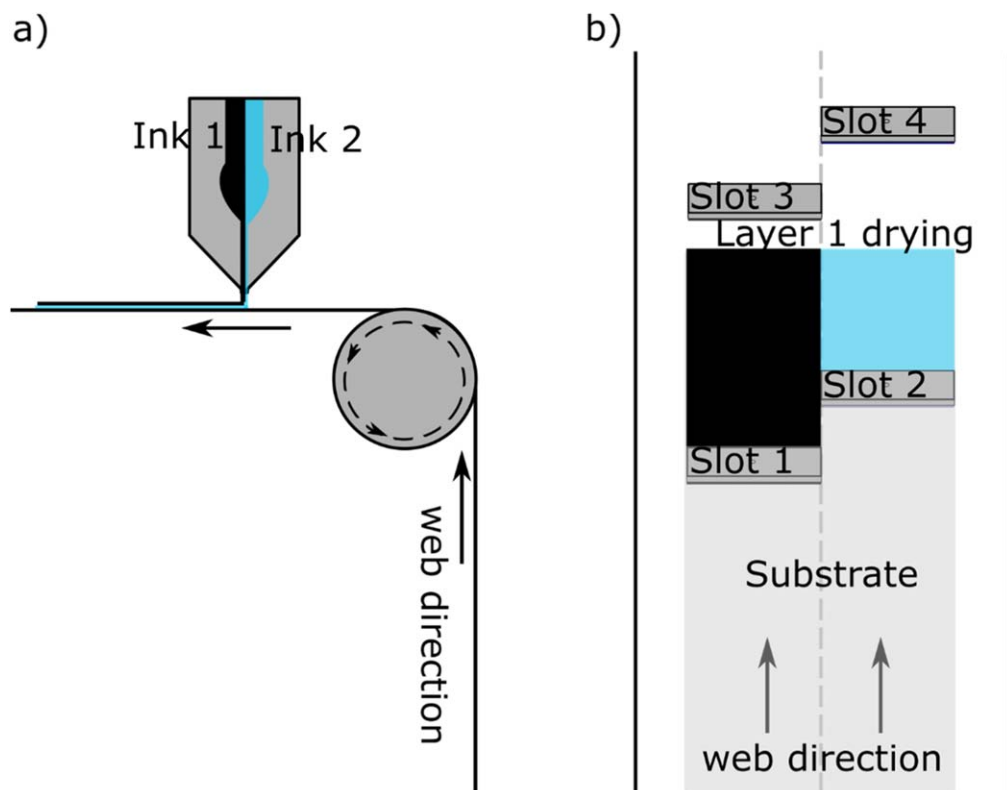 a)
Ink 1
Ink 2
web direction
b)
Slot 4
Slot 3
Layer 1 drying
Slot 2
Slot 1
Substrate
web direction